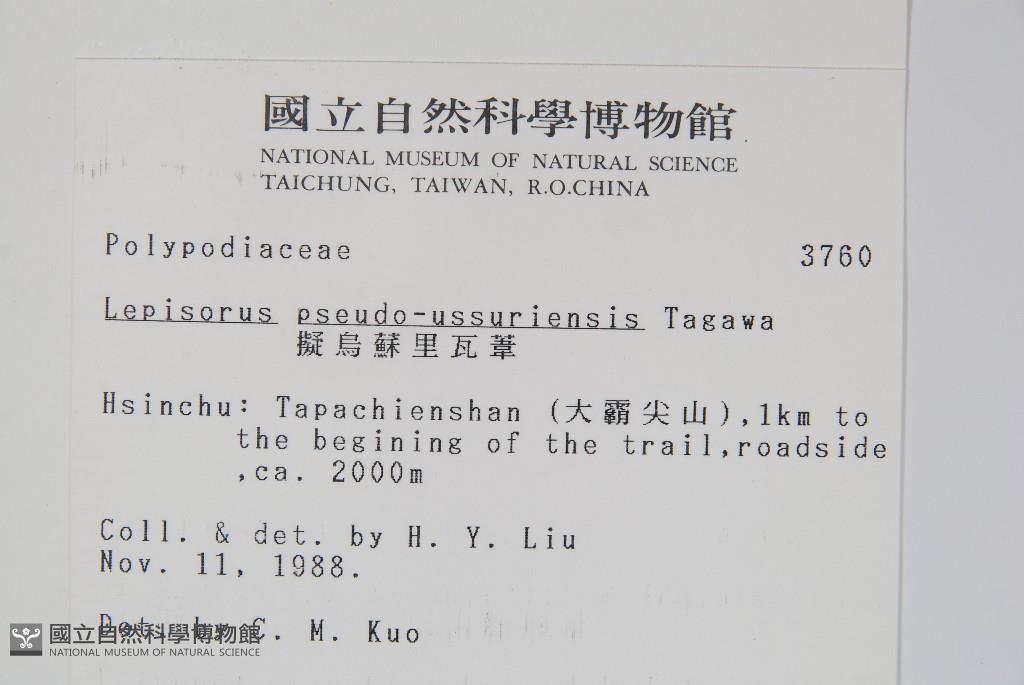 國立自然科學博物館
NATIONAL MUSEUM OF NATURAL SCIENCE
TAICHUNG, TAIWAN, R.O.CHINA
Polypodiaceae 3760
Lepisorus pseudo-ussuriensis Tagawa
擬烏蘇里瓦葦
Hsinchu: Tapachienshan (大霸尖山),1km to
the begining of the trail,roadside
,ca. 2000m
Coll. & det. by H. Y. Liu
Nov. 11, 1988.
Det. by C. M. Kuo
國立自然科學博物館
NATIONAL MUSEUM OF NATURAL SCIENCE